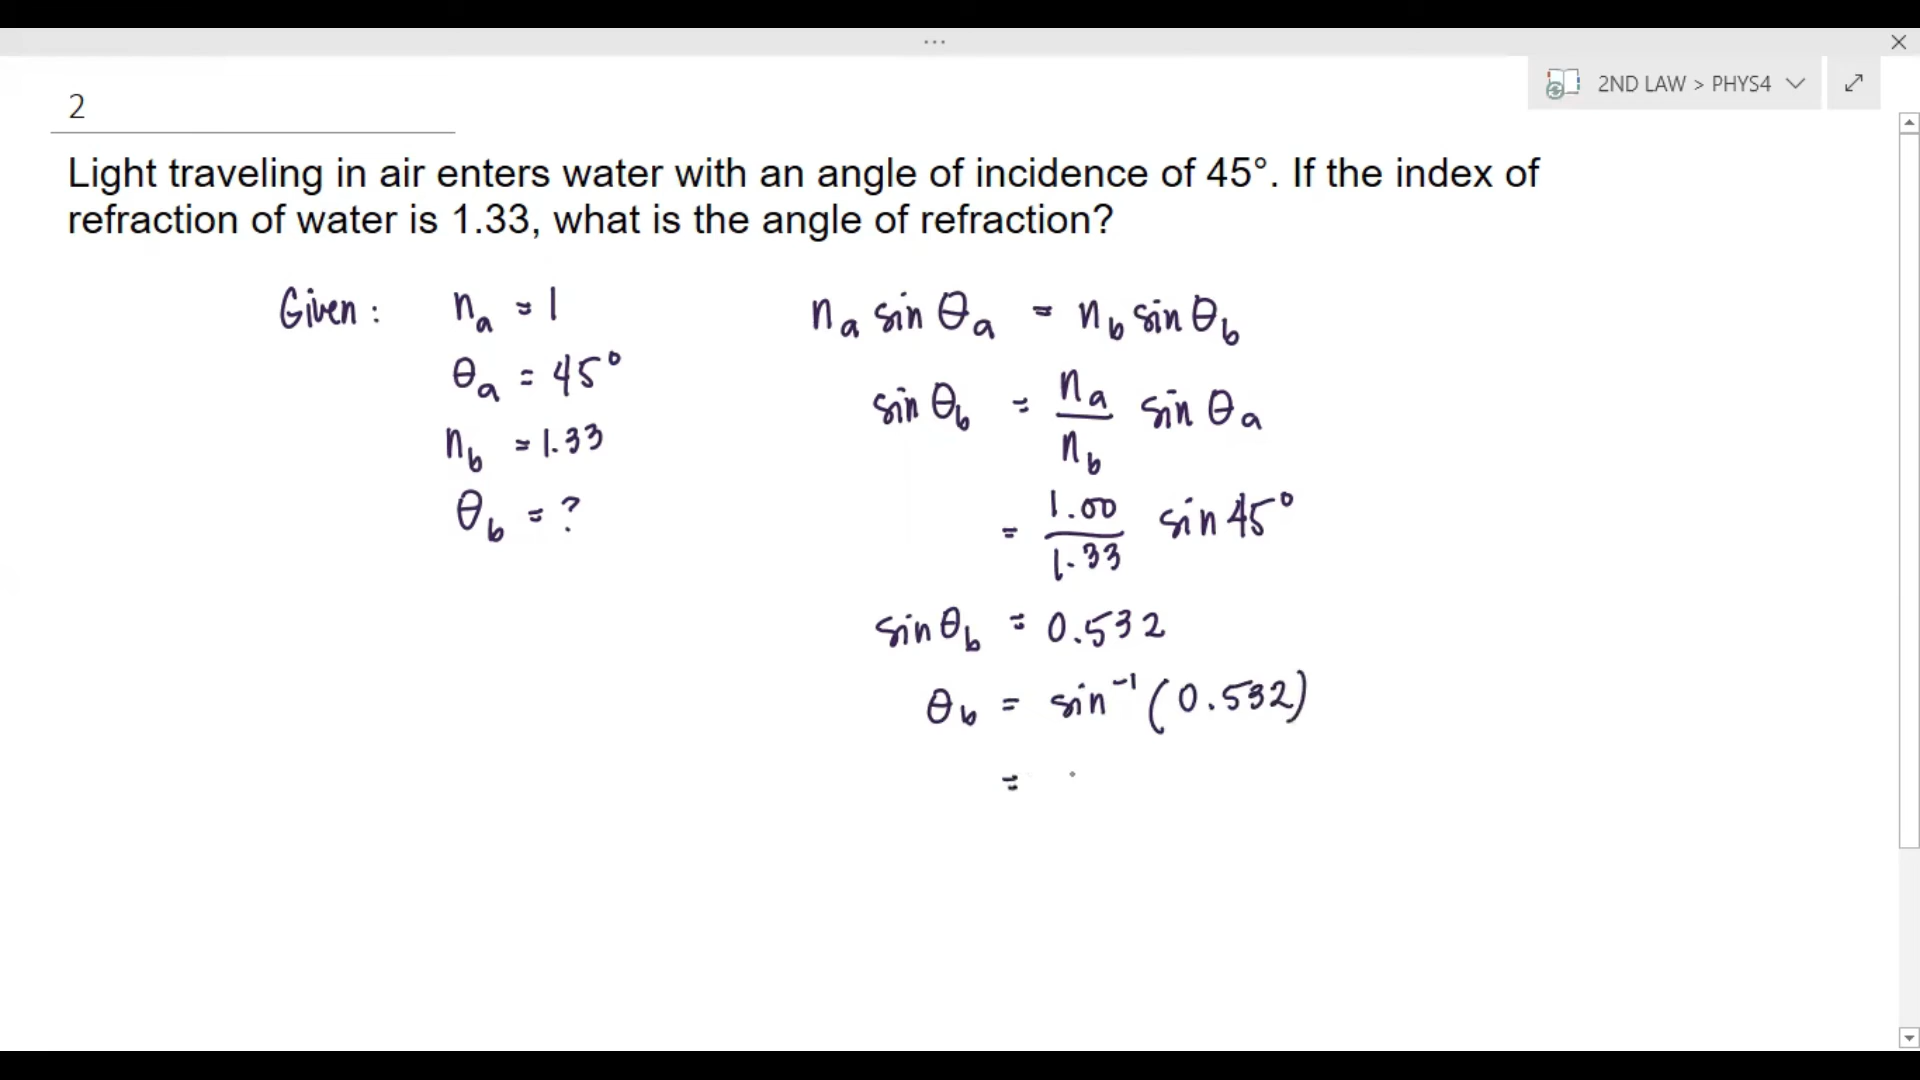 ...
2ND LAW > PHYS4
2
Light traveling in air enters water with an angle of incidence of 45°. If the index of
refraction of water is 1.33, what is the angle of refraction?
Given: nₐ = 1
θₐ = 45°
n_b = 1.33
θ_b = ?
nₐ sin θₐ = n_b sin θ_b
sin θ_b = nₐ/n_b sin θₐ
= 1.00/1.33 sin 45°
sin θ_b = 0.532
θ_b = sin⁻¹ (0.532)
=